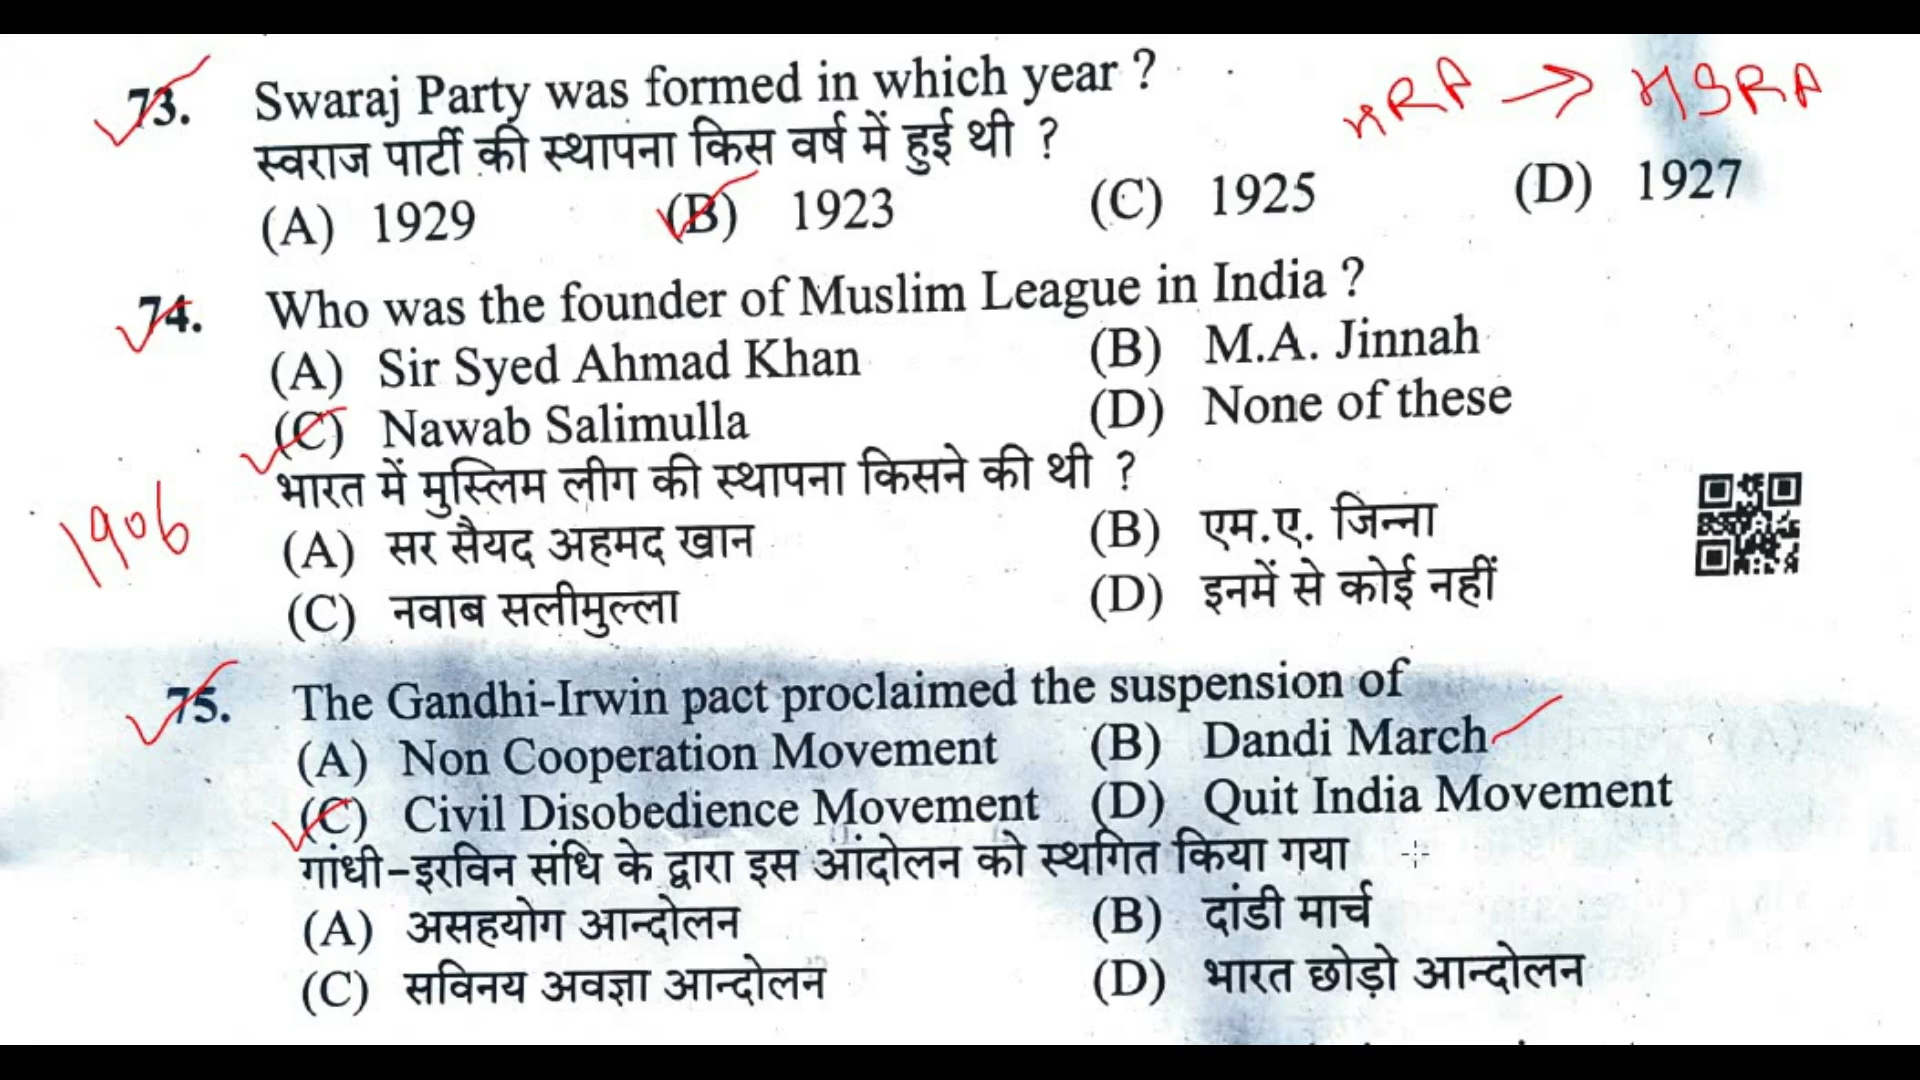 73. Swaraj Party was formed in which year ?
HRA → HSRA
स्वराज पार्टी की स्थापना किस वर्ष में हुई थी ?
(A) 1929 (B) 1923 (C) 1925 (D) 1927
74. Who was the founder of Muslim League in India ?
(A) Sir Syed Ahmad Khan (B) M.A. Jinnah
(C) Nawab Salimulla (D) None of these
1906
भारत में मुस्लिम लीग की स्थापना किसने की थी ?
(A) सर सैयद अहमद खान (B) एम.ए. जिन्ना
(C) नवाब सलीमुल्ला (D) इनमें से कोई नहीं
75. The Gandhi-Irwin pact proclaimed the suspension of
(A) Non Cooperation Movement (B) Dandi March
(C) Civil Disobedience Movement (D) Quit India Movement
गांधी-इरविन संधि के द्वारा इस आंदोलन को स्थगित किया गया
(A) असहयोग आन्दोलन (B) दांडी मार्च
(C) सविनय अवज्ञा आन्दोलन (D) भारत छोड़ो आन्दोलन